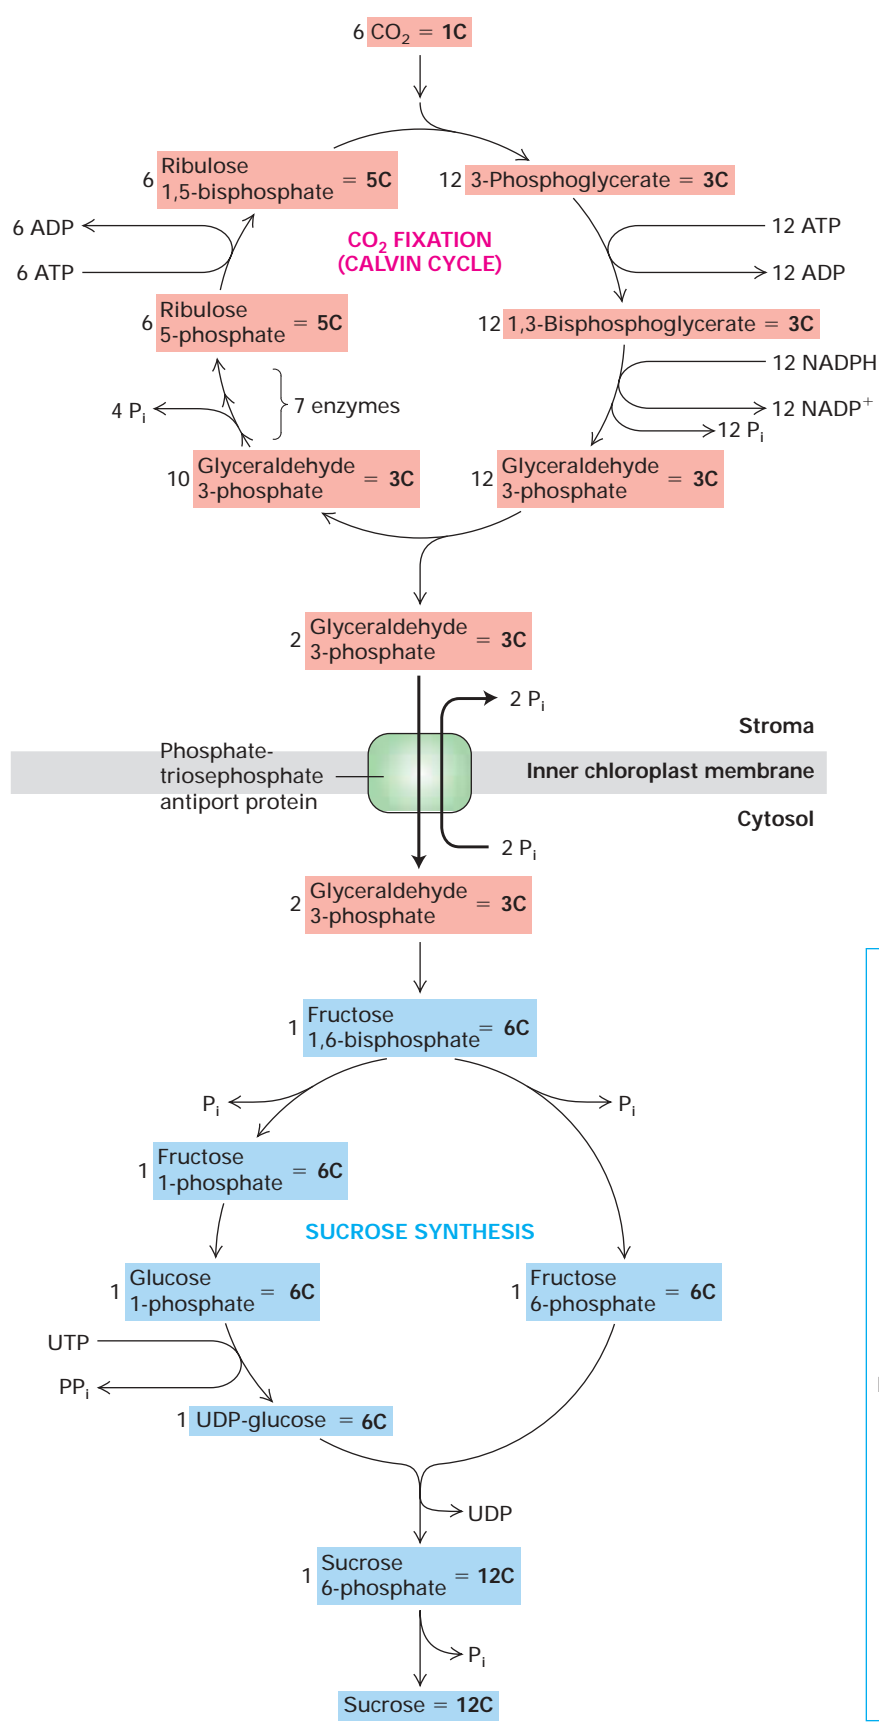 6 CO₂ = 1C
6 Ribulose
1,5-bisphosphate = 5C
12 3-Phosphoglycerate = 3C
6 ADP
6 ATP
CO₂ FIXATION
(CALVIN CYCLE)
12 ATP
12 ADP
6 Ribulose
5-phosphate = 5C
12 1,3-Bisphosphoglycerate = 3C
12 NADPH
12 NADP⁺
12 Pᵢ
4 Pᵢ
7 enzymes
10 Glyceraldehyde
3-phosphate = 3C
12 Glyceraldehyde
3-phosphate = 3C
2 Glyceraldehyde
3-phosphate = 3C
2 Pᵢ
Stroma
Phosphate-
triosephosphate
antiport protein
Inner chloroplast membrane
Cytosol
2 Pᵢ
2 Glyceraldehyde
3-phosphate = 3C
1 Fructose
1,6-bisphosphate = 6C
Pᵢ
Pᵢ
1 Fructose
1-phosphate = 6C
SUCROSE SYNTHESIS
1 Glucose
1-phosphate = 6C
1 Fructose
6-phosphate = 6C
UTP
PPᵢ
1 UDP-glucose = 6C
UDP
1 Sucrose
6-phosphate = 12C
Pᵢ
Sucrose = 12C